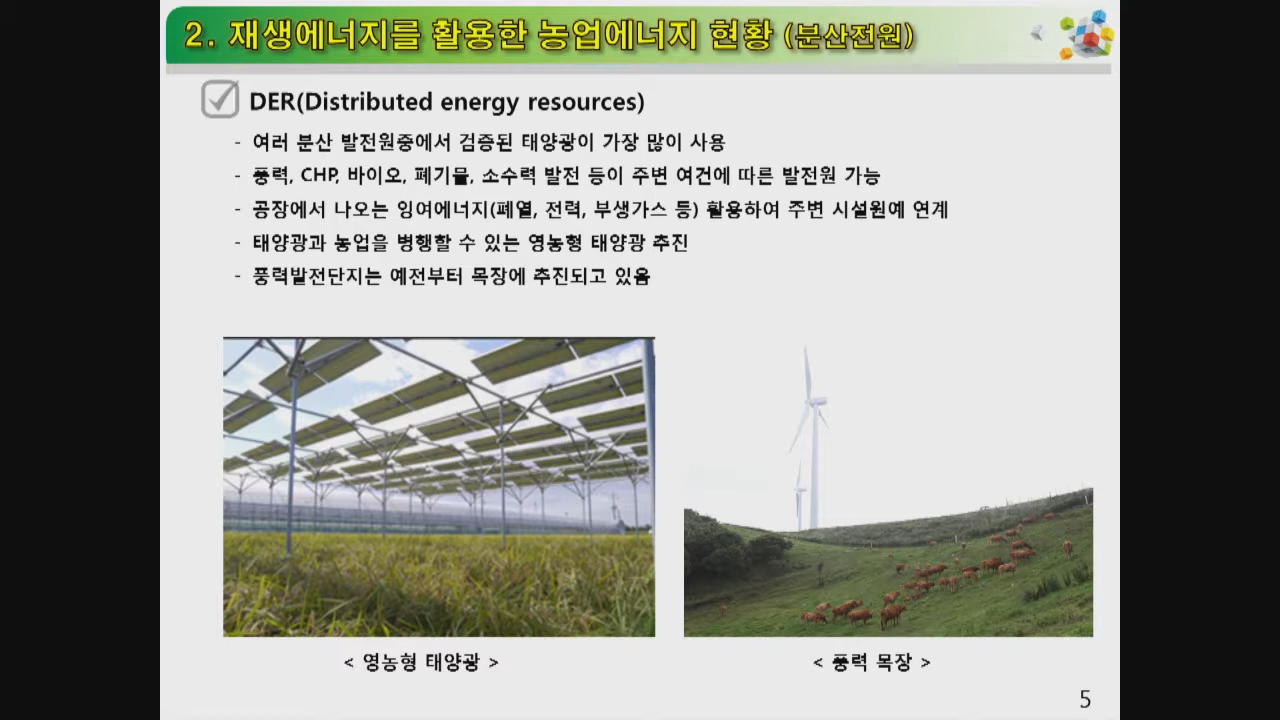 2. 재생에너지를 활용한 농업에너지 현황 (분산전원)
DER(Distributed energy resources)
- 여러 분산 발전원중에서 검증된 태양광이 가장 많이 사용
- 풍력, CHP, 바이오, 폐기물, 소수력 발전 등이 주변 여건에 따른 발전원 가능
- 공장에서 나오는 잉여에너지(폐열, 전력, 부생가스 등) 활용하여 주변 시설원예 연계
- 태양광과 농업을 병행할 수 있는 영농형 태양광 추진
- 풍력발전단지는 예전부터 목장에 추진되고 있음
< 영농형 태양광 >
< 풍력 목장 >
5